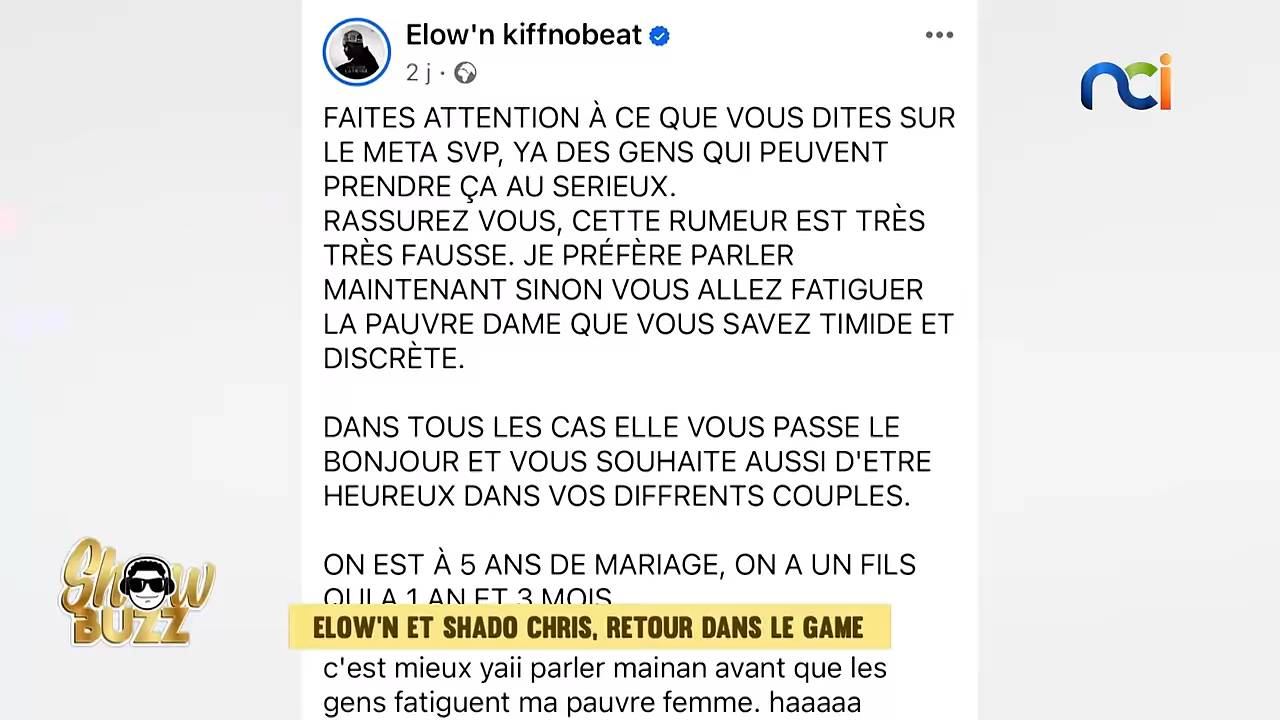 Elow'n kiffnobeat
2 j ·
nci
FAITES ATTENTION À CE QUE VOUS DITES SUR
LE META SVP, YA DES GENS QUI PEUVENT
PRENDRE ÇA AU SERIEUX.
RASSUREZ VOUS, CETTE RUMEUR EST TRÈS
TRÈS FAUSSE. JE PRÉFÈRE PARLER
MAINTENANT SINON VOUS ALLEZ FATIGUER
LA PAUVRE DAME QUE VOUS SAVEZ TIMIDE ET
DISCRÈTE.
DANS TOUS LES CAS ELLE VOUS PASSE LE
BONJOUR ET VOUS SOUHAITE AUSSI D'ETRE
HEUREUX DANS VOS DIFFRENTS COUPLES.
ON EST À 5 ANS DE MARIAGE, ON A UN FILS
QUI A 1 AN ET 3 MOIS
Show
BUZZ
ELOW'N ET SHADO CHRIS, RETOUR DANS LE GAME
c'est mieux yaii parler mainan avant que les
gens fatiguent ma pauvre femme. haaaaa